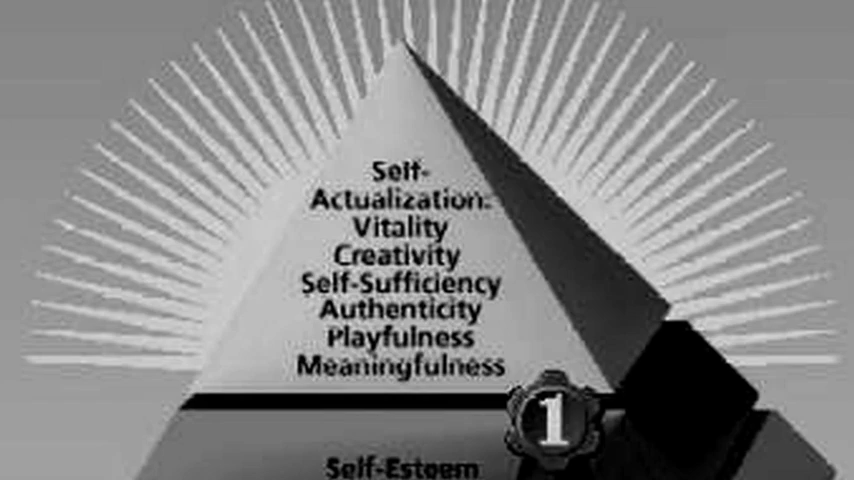 Self-
Actualization:
Vitality
Creativity
Self-Sufficiency
Authenticity
Playfulness
Meaningfulness
1
Self-Esteem